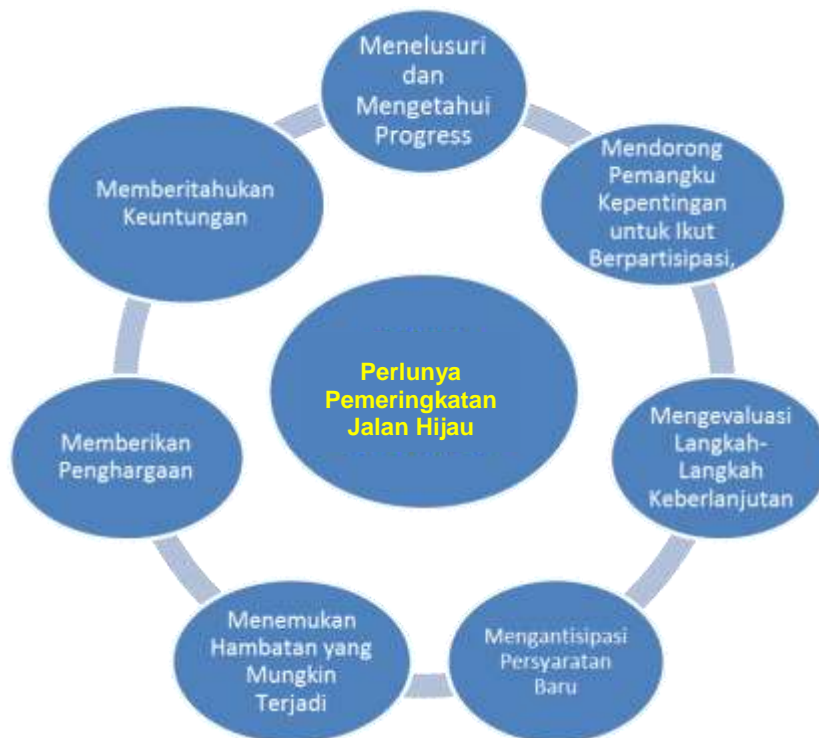 Menelusuri
dan
Mengetahui
Progress
Mendorong
Pemangku
Kepentingan
untuk Ikut
Berpartisipasi,
Mengevaluasi
Langkah-
Langkah
Keberlanjutan
Mengantisipasi
Persyaratan
Baru
Menemukan
Hambatan yang
Mungkin
Terjadi
Memberikan
Penghargaan
Memberitahukan
Keuntungan
Perlunya
Pemeringkatan
Jalan Hijau